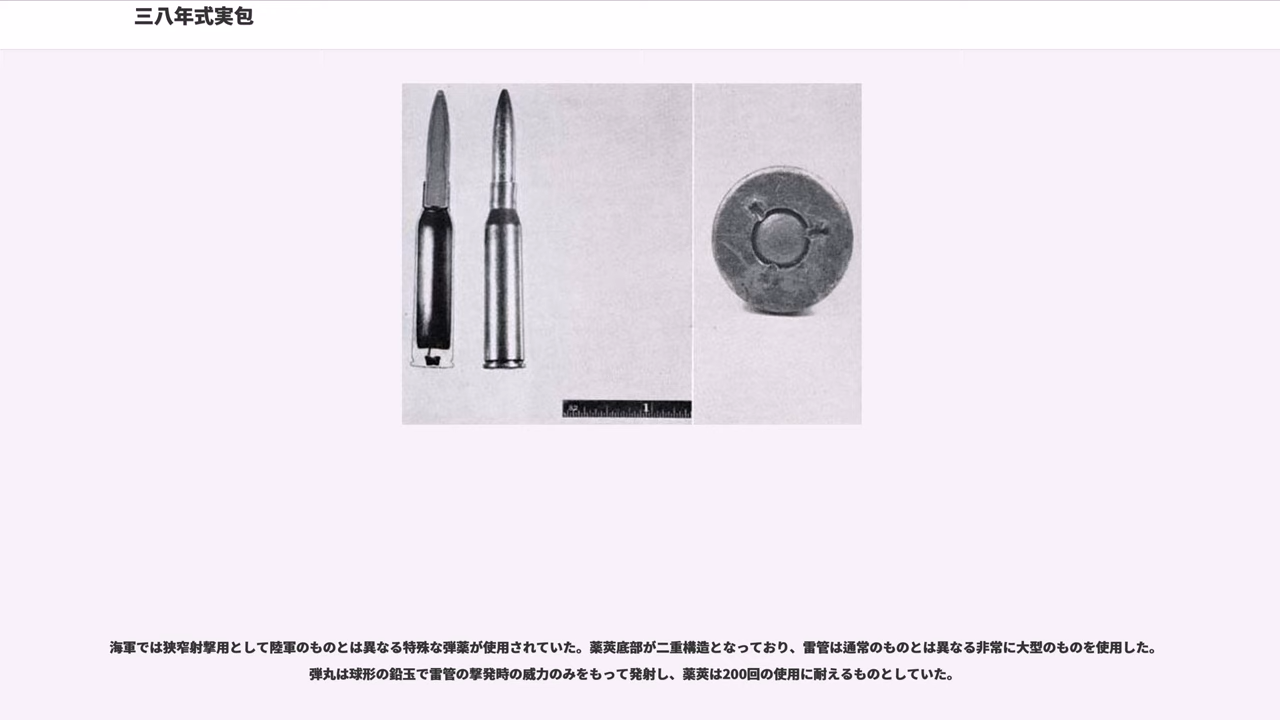 三八年式実包
1
海軍では狭窄射撃用として陸軍のものとは異なる特殊な弾薬が使用されていた。薬莢底部が二重構造となっており、雷管は通常のものとは異なる非常に大型のものを使用した。
弾丸は球形の鉛玉で雷管の撃発時の威力のみをもって発射し、薬莢は200回の使用に耐えるものとしていた。